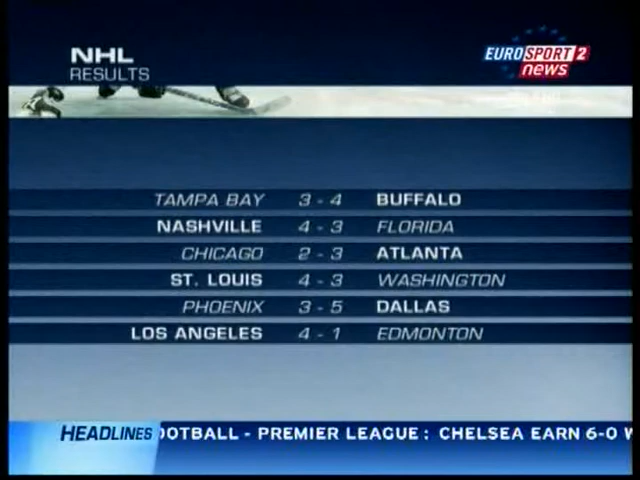 NHL
RESULTS
EUROSPORT 2
news
TAMPA BAY 3 - 4 BUFFALO
NASHVILLE 4 - 3 FLORIDA
CHICAGO 2 - 3 ATLANTA
ST. LOUIS 4 - 3 WASHINGTON
PHOENIX 3 - 5 DALLAS
LOS ANGELES 4 - 1 EDMONTON
HEADLINES OOTBALL - PREMIER LEAGUE : CHELSEA EARN 6-0 W